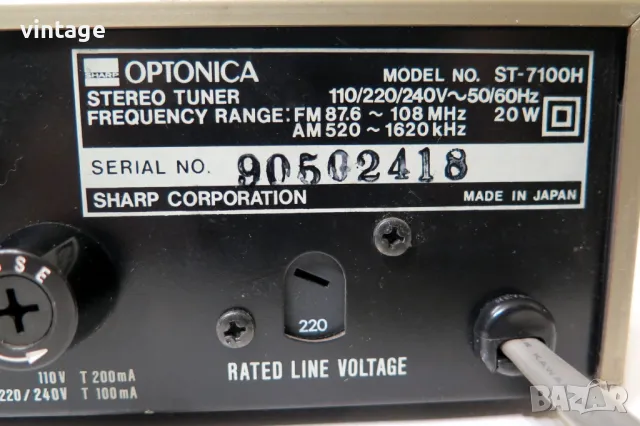 vintage
SHARP OPTONICA MODEL NO. ST-7100H
STEREO TUNER 110/220/240V~50/60Hz
FREQUENCY RANGE: FM 87.6 ~ 108 MHz 20 W
AM 520 ~ 1620 kHz
SERIAL NO. 90502418
SHARP CORPORATION MADE IN JAPAN
USE
220
RATED LINE VOLTAGE
110V T 200mA
220/240V T 100mA
KAW
bazar